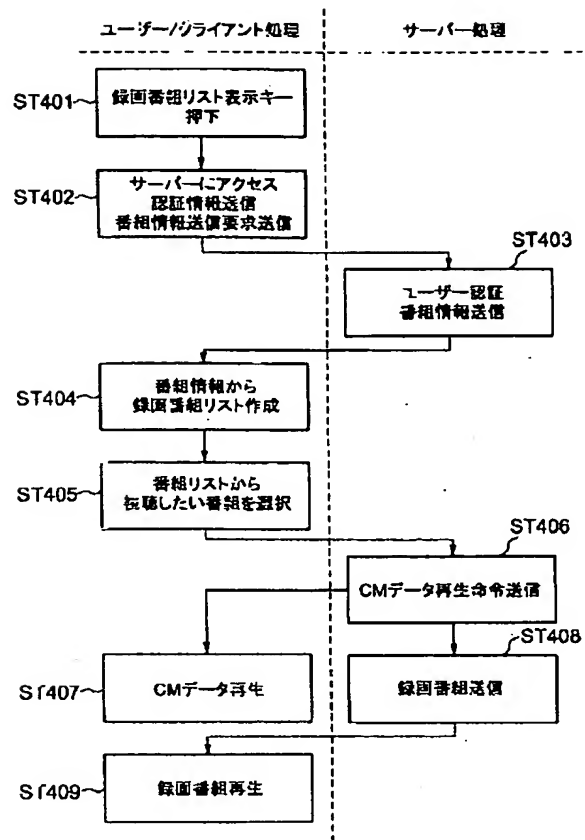 ユーザー/クライアント処理
サーバー処理
ST401
録画番組リスト表示キー
押下
ST402
サーバーにアクセス
認証情報送信
番組情報送信要求送信
ST403
ユーザー認証
番組情報送信
ST404
番組情報から
録画番組リスト作成
ST405
番組リストから
視聴したい番組を選択
ST406
CMデータ再生命令送信
ST407
CMデータ再生
ST408
録画番組送信
ST409
録画番組再生